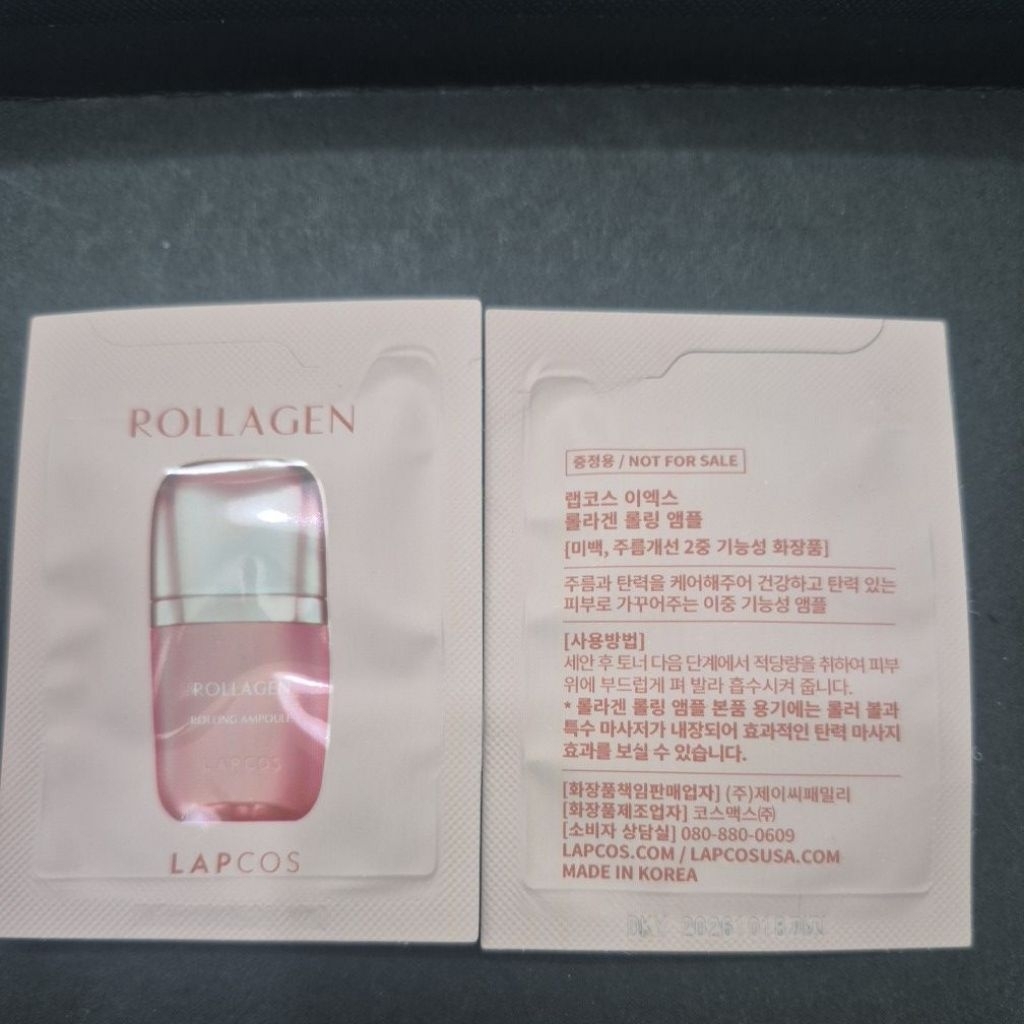 ROLLAGEN
ROLLAGEN
ROLLING AMPOULE
LAPCOS
LAPCOS
증정용 / NOT FOR SALE
랩코스 이엑스
롤라겐 롤링 앰플
[미백, 주름개선 2중 기능성 화장품]
주름과 탄력을 케어해주어 건강하고 탄력 있는
피부로 가꾸어주는 이중 기능성 앰플
[사용방법]
세안 후 토너 다음 단계에서 적당량을 취하여 피부
위에 부드럽게 펴 발라 흡수시켜 줍니다.
* 롤라겐 롤링 앰플 본품 용기에는 롤러 볼과
특수 마사저가 내장되어 효과적인 탄력 마사지
효과를 보실 수 있습니다.
[화장품책임판매업자] (주)제이씨패밀리
[화장품제조업자] 코스맥스㈜
[소비자 상담실] 080-880-0609
LAPCOS.COM / LAPCOSUSA.COM
MADE IN KOREA